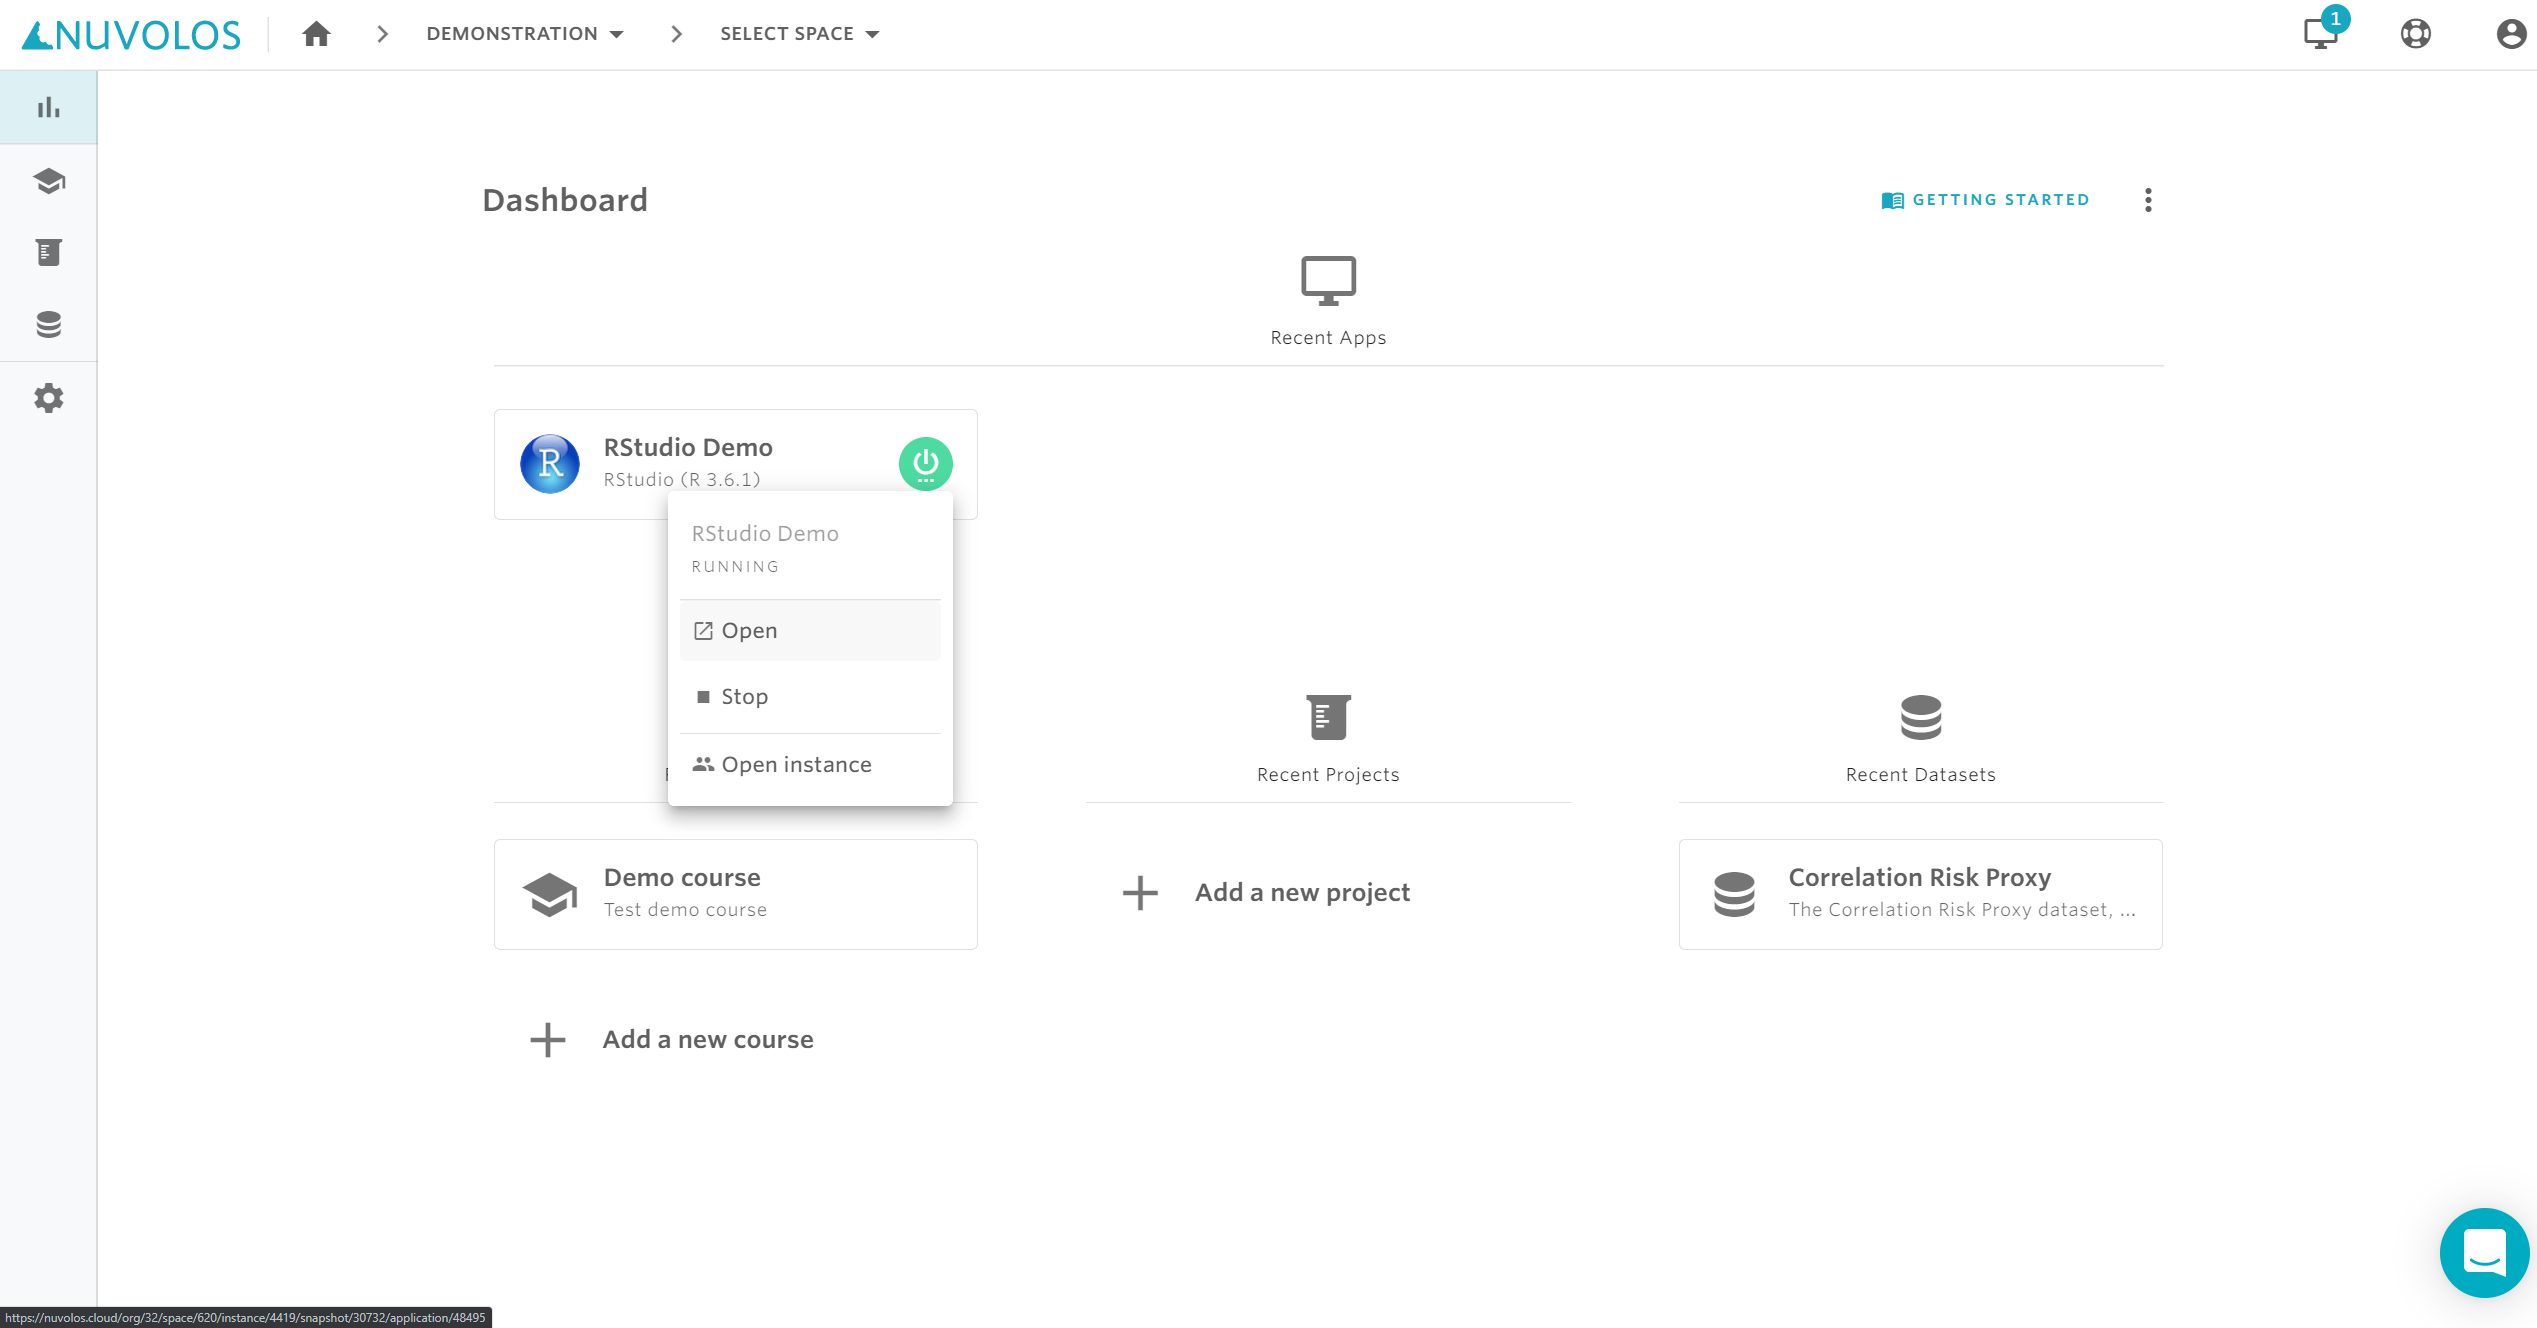 NUVOLOS
DEMONSTRATION
SELECT SPACE
1
Dashboard
GETTING STARTED
Recent Apps
R
RStudio Demo
RStudio (R 3.6.1)
RStudio Demo
RUNNING
Open
Stop
Open instance
Recent Projects
Recent Datasets
Demo course
Test demo course
Add a new project
Correlation Risk Proxy
The Correlation Risk Proxy dataset, ...
Add a new course
https://nuvolos.cloud/org/32/space/620/instance/4419/snapshot/30732/application/48495